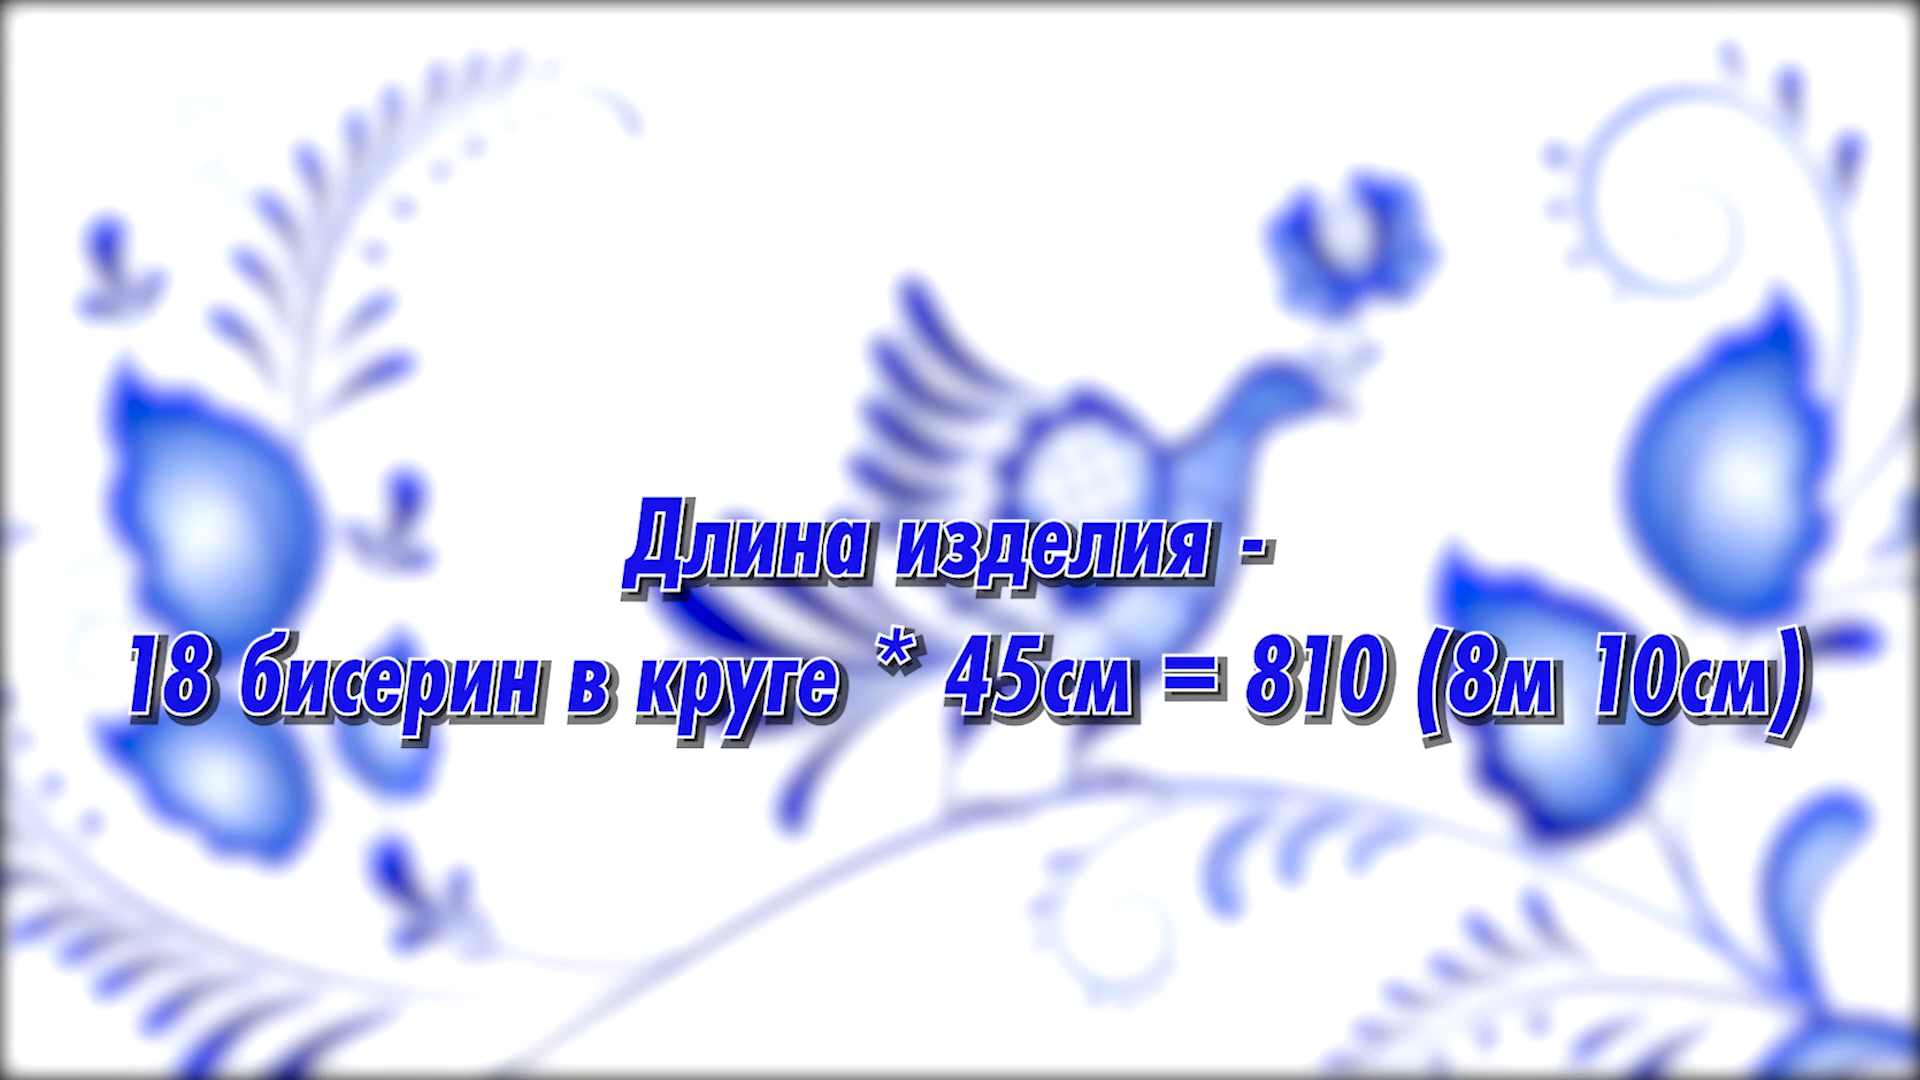 Длина изделия -
18 бисерин в круге * 45см = 810 (8м 10см)